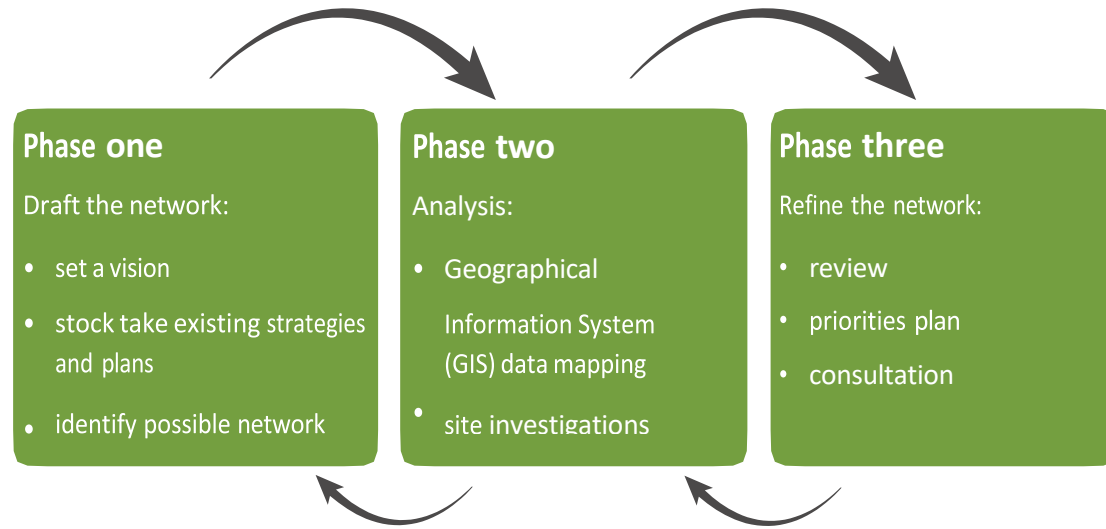 Phase one
Draft the network:
• set a vision
• stock take existing strategies
and plans
• identify possible network
Phase two
Analysis:
• Geographical
Information System
(GIS) data mapping
• site investigations
Phase three
Refine the network:
• review
• priorities plan
• consultation